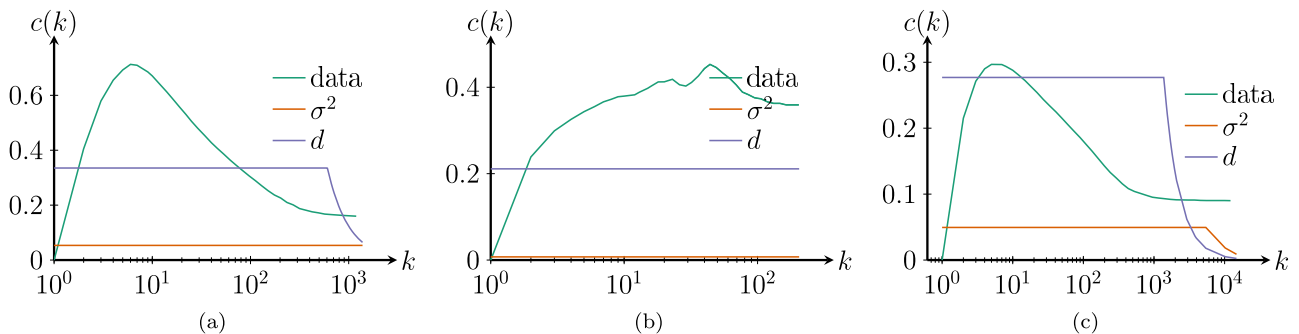 c(k)
data
σ²
d
0.6
0.4
0.2
0
10⁰
10¹
10²
10³
k
(a)
c(k)
data
σ²
d
0.4
0.2
0
10⁰
10¹
10²
k
(b)
c(k)
data
σ²
d
0.3
0.2
0.1
0
10⁰
10¹
10²
10³
10⁴
k
(c)